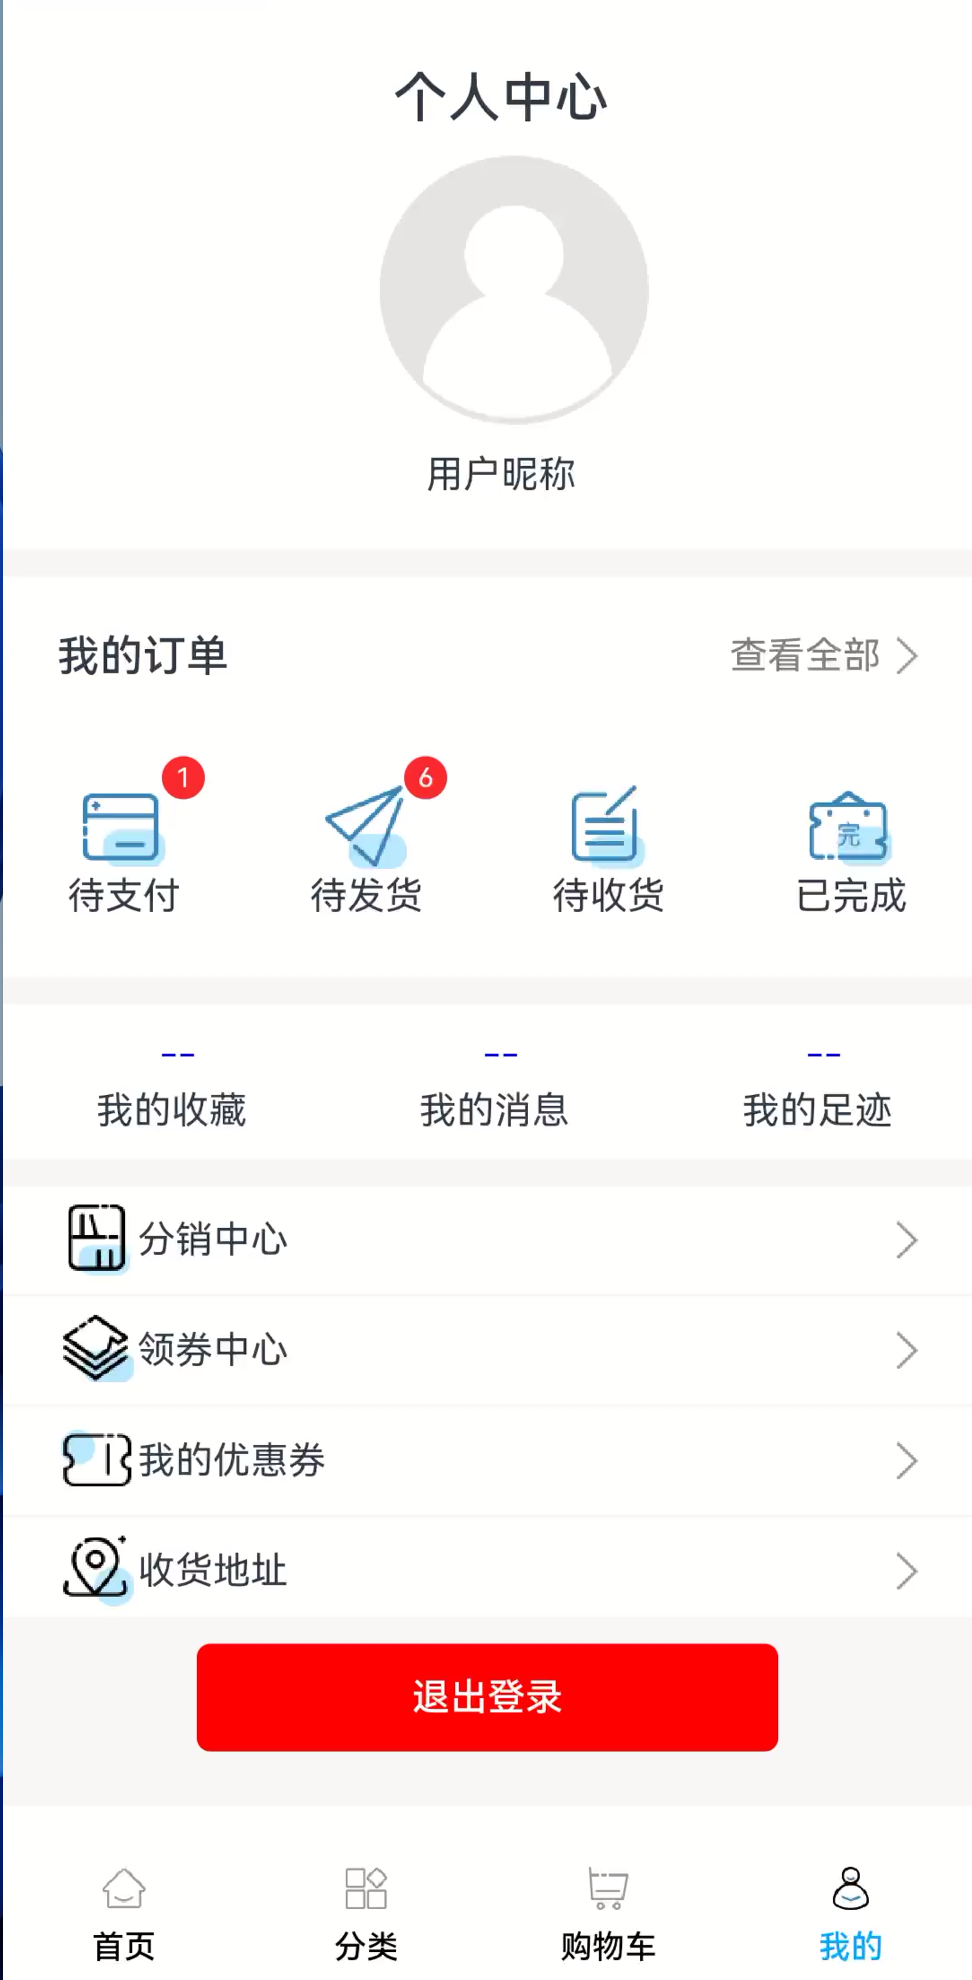 个人中心
用户昵称
我的订单 查看全部
1 6
完
待支付 待发货 待收货 已完成
-- -- --
我的收藏 我的消息 我的足迹
分销中心
领券中心
我的优惠券
收货地址
退出登录
首页 分类 购物车 我的